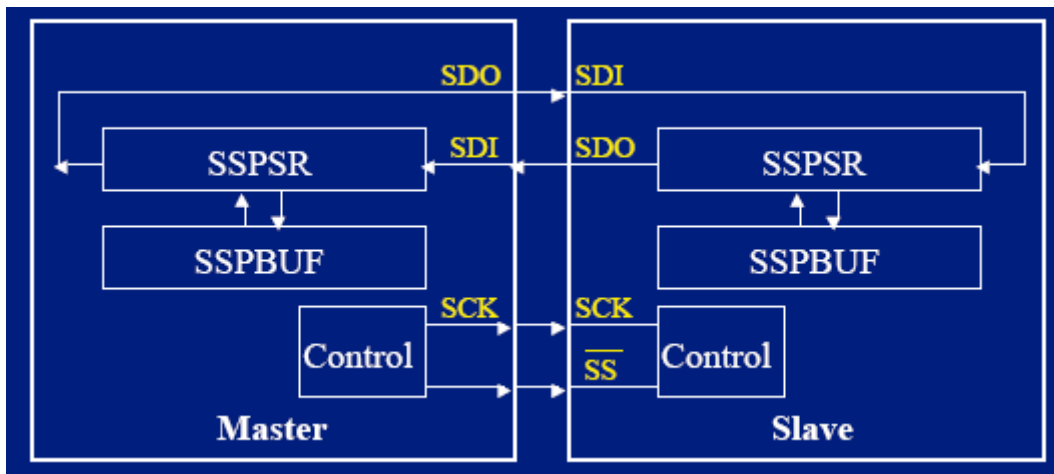 SDO SDI
SSPSR SDI SDO SSPSR
SSPBUF SSPBUF
SCK SCK
Control SS Control
Master Slave